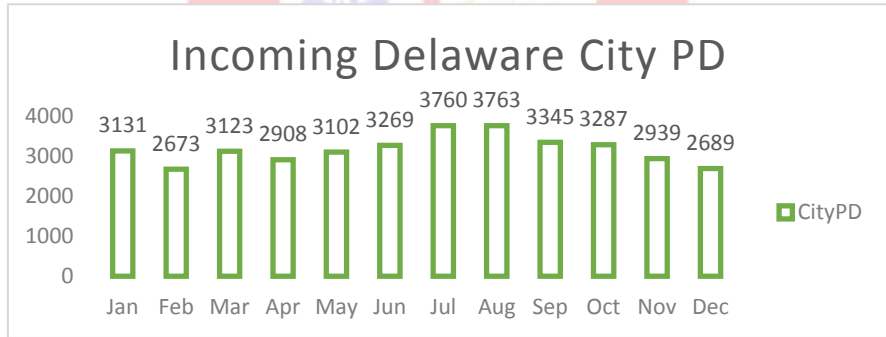 Incoming Delaware City PD
4000
3000
2000
1000
0
3131 2673 3123 2908 3102 3269 3760 3763 3345 3287 2939 2689
Jan Feb Mar Apr May Jun Jul Aug Sep Oct Nov Dec
CityPD